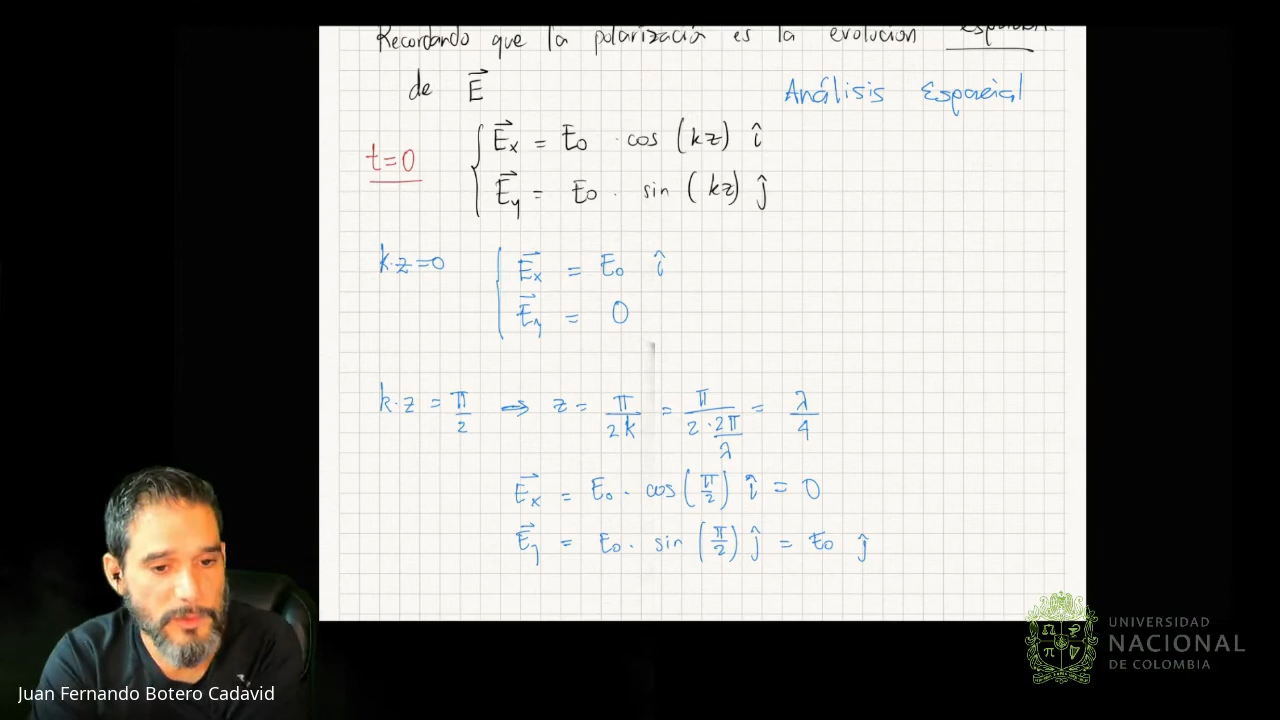 Recordando que la polarización es la evolución espacial
de E⃗
Análisis Espacial
t=0
E⃗x = E0 · cos (kz) î
E⃗y = E0 · sin (kz) ĵ
k·z=0
E⃗x = E0 î
E⃗y = 0
k·z = π/2 ⇒ z = π/2k = π/(2·2π/λ) = λ/4
E⃗x = E0 · cos(π/2) î = 0
E⃗y = E0 · sin(π/2) ĵ = E0 ĵ
Juan Fernando Botero Cadavid
UNIVERSIDAD
NACIONAL
DE COLOMBIA